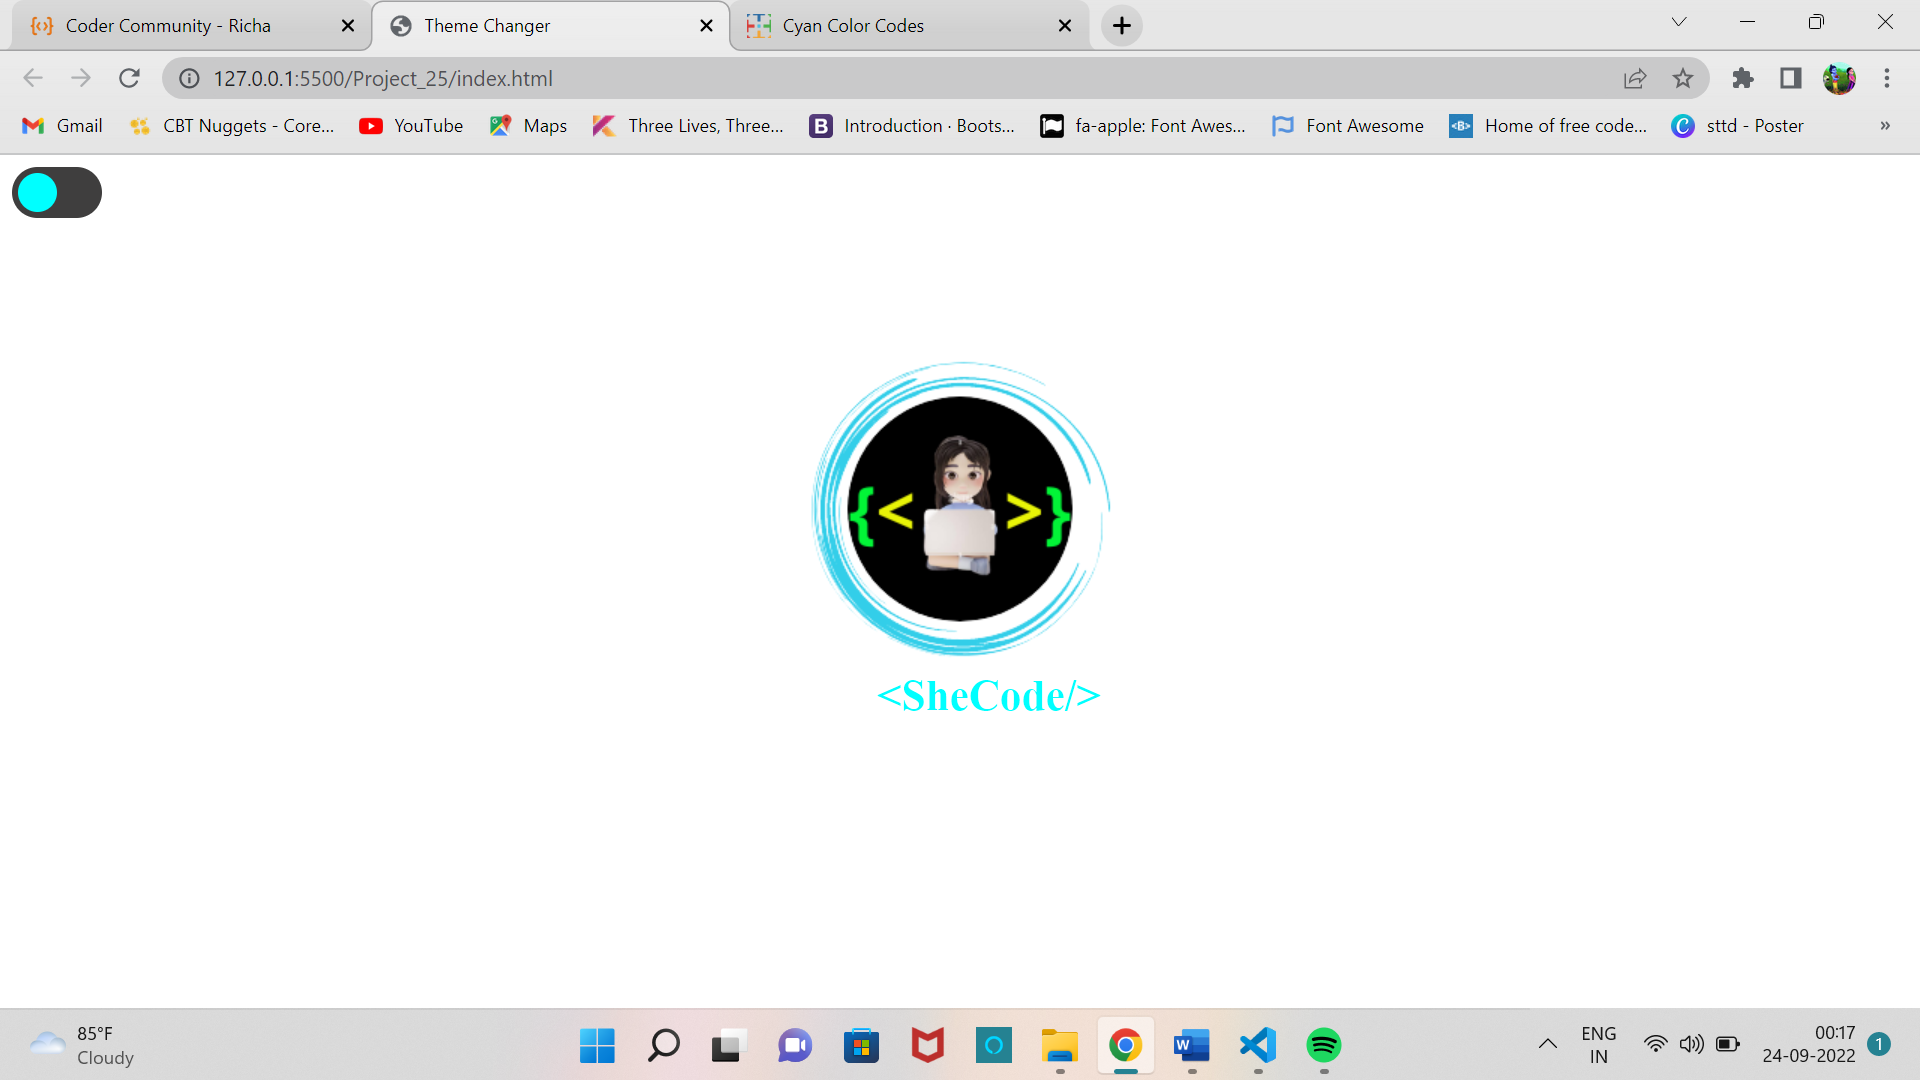 Coder Community - Richa
Theme Changer
Cyan Color Codes
127.0.0.1:5500/Project_25/index.html
Gmail
CBT Nuggets - Core...
YouTube
Maps
Three Lives, Three...
B
Introduction · Boots...
fa-apple: Font Awes...
Font Awesome
<B>
Home of free code...
C
sttd - Poster
»
{< >}
<SheCode/>
85°F
Cloudy
W
ENG
IN
00:17
24-09-2022
1